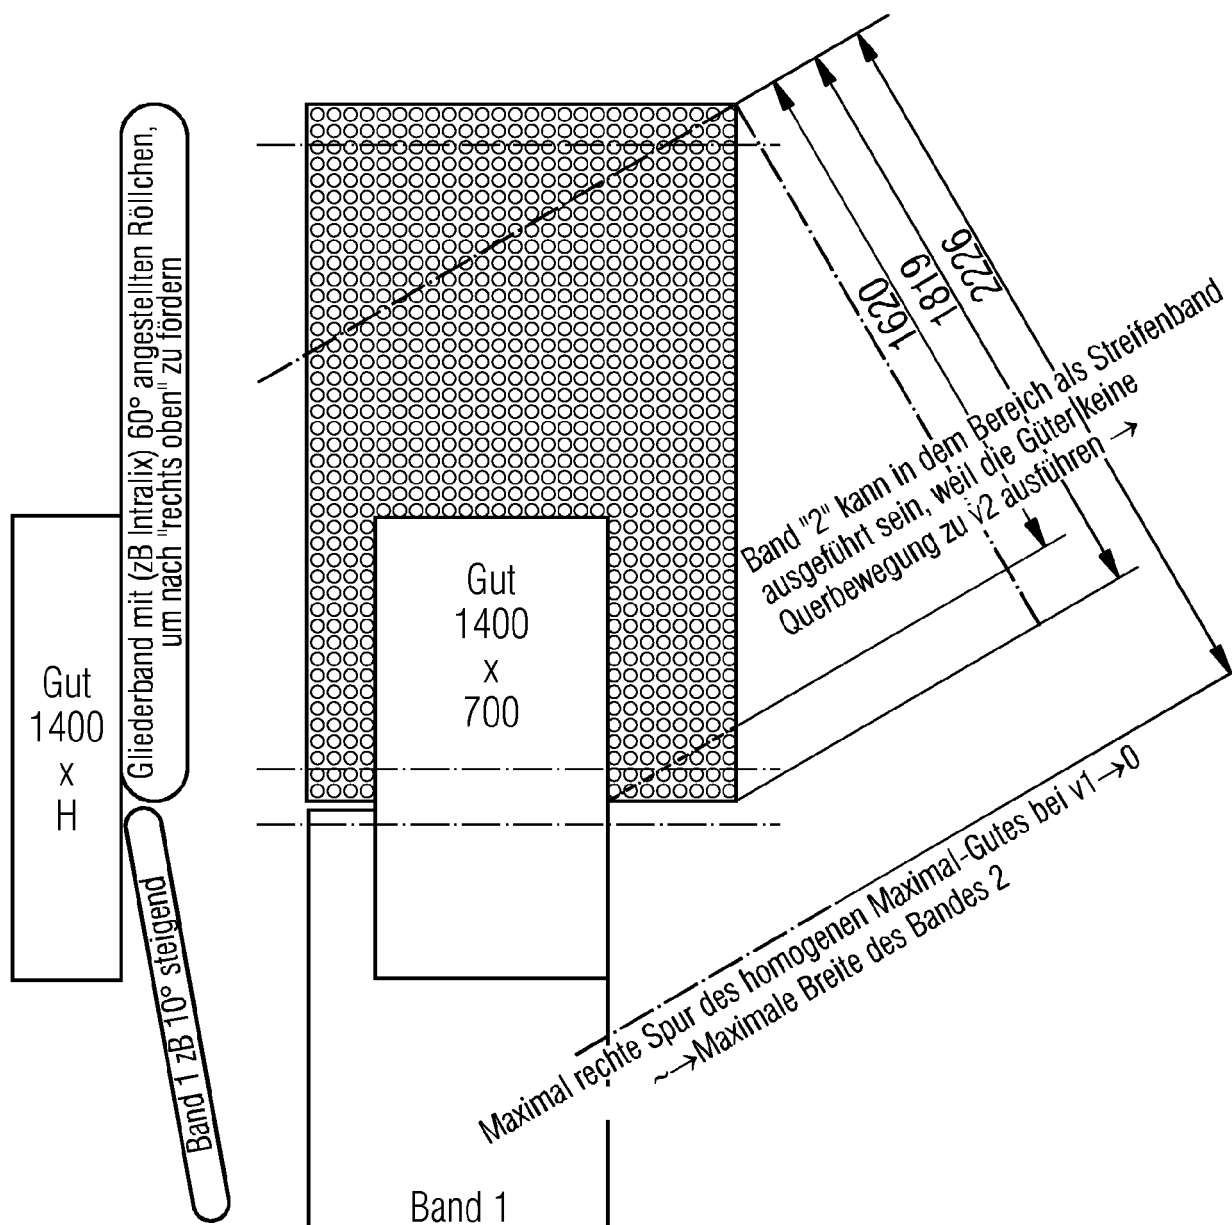 Gliederband mit (zB Intralix) 60° angestellten Röllchen,
um nach "rechts oben" zu fördern
Gut
1400
x
H
Band 1 zB 10° steigend
Gut
1400
x
700
Band 1
1620
1819
2226
Band "2" kann in dem Bereich als Streifenband
ausgeführt sein, weil die Güter keine
Querbewegung zu v2 ausführen →
Maximal rechte Spur des homogenen Maximal-Gutes bei v1→0
~→Maximale Breite des Bandes 2